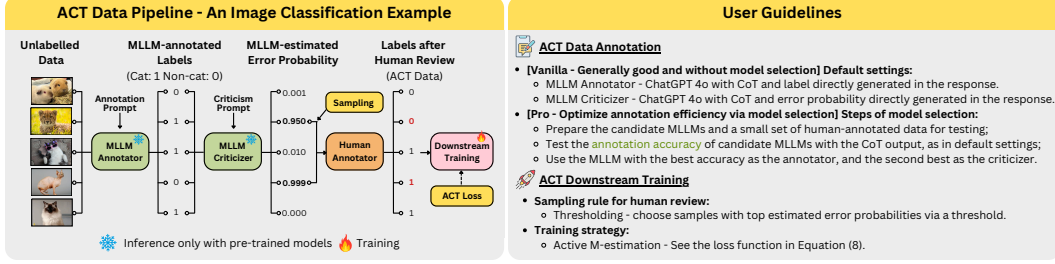 ACT Data Pipeline - An Image Classification Example
Unlabelled
Data
MLLM-annotated
Labels
(Cat: 1 Non-cat: 0)
MLLM-estimated
Error Probability
Labels after
Human Review
(ACT Data)
Annotation
Prompt
MLLM
Annotator
0
1
1
0
1
Criticism
Prompt
MLLM
Criticizer
0.001
0.950
0.010
0.999
0.000
Sampling
Human
Annotator
0
0
1
1
1
Downstream
Training
ACT Loss
Inference only with pre-trained models
Training
User Guidelines
ACT Data Annotation
• [Vanilla - Generally good and without model selection] Default settings:
◦ MLLM Annotator - ChatGPT 4o with CoT and label directly generated in the response.
◦ MLLM Criticizer - ChatGPT 4o with CoT and error probability directly generated in the response.
• [Pro - Optimize annotation efficiency via model selection] Steps of model selection:
◦ Prepare the candidate MLLMs and a small set of human-annotated data for testing;
◦ Test the annotation accuracy of candidate MLLMs with the CoT output, as in default settings;
◦ Use the MLLM with the best accuracy as the annotator, and the second best as the criticizer.
ACT Downstream Training
• Sampling rule for human review:
◦ Thresholding - choose samples with top estimated error probabilities via a threshold.
• Training strategy:
◦ Active M-estimation - See the loss function in Equation (8).